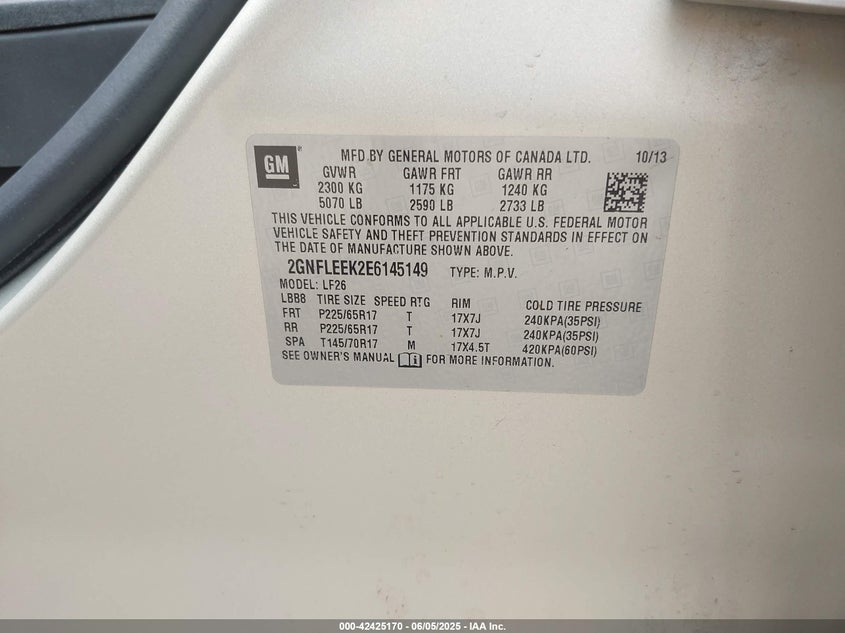 GM ® MFD BY GENERAL MOTORS OF CANADA LTD. 10/13
GVWR GAWR FRT GAWR RR
2300 KG 1175 KG 1240 KG
5070 LB 2590 LB 2733 LB
THIS VEHICLE CONFORMS TO ALL APPLICABLE U.S. FEDERAL MOTOR
VEHICLE SAFETY AND THEFT PREVENTION STANDARDS IN EFFECT ON
THE DATE OF MANUFACTURE SHOWN ABOVE.
2GNFLEEK2E6145149 TYPE: M.P.V.
MODEL: LF26
LBB8 TIRE SIZE SPEED RTG RIM COLD TIRE PRESSURE
FRT P225/65R17 T 17X7J 240KPA(35PSI)
RR P225/65R17 T 17X7J 240KPA(35PSI)
SPA T145/70R17 M 17X4.5T 420KPA(60PSI)
SEE OWNER'S MANUAL FOR MORE INFORMATION.
000-42425170 - 06/05/2025 - IAA Inc.